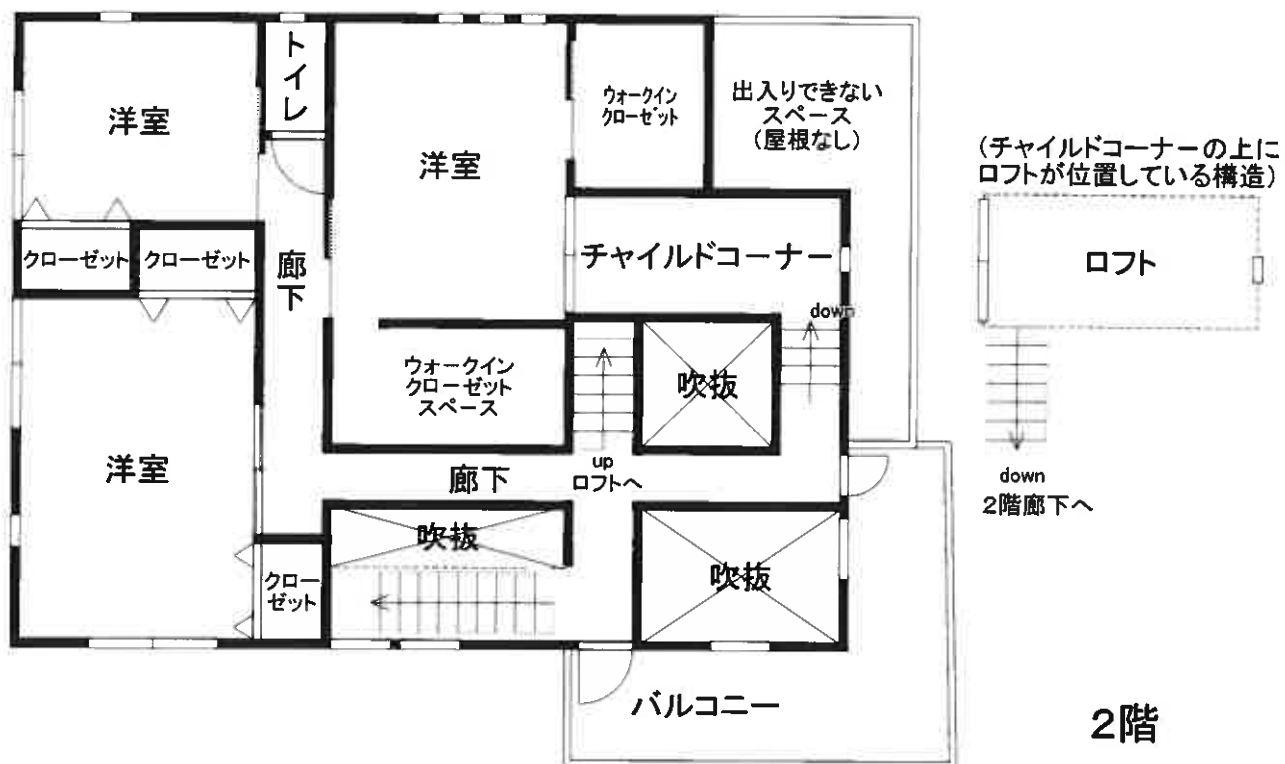 トイレ
洋室
洋室
ウォークイン
クローゼット
出入りできない
スペース
(屋根なし)
(チャイルドコーナーの上に
ロフトが位置している構造)
クローゼット
クローゼット
廊下
チャイルドコーナー
ロフト
down
ウォークイン
クローゼット
スペース
吹抜
洋室
廊下
up
ロフトへ
down
2階廊下へ
吹抜
吹抜
クロー
ゼット
バルコニー
2階